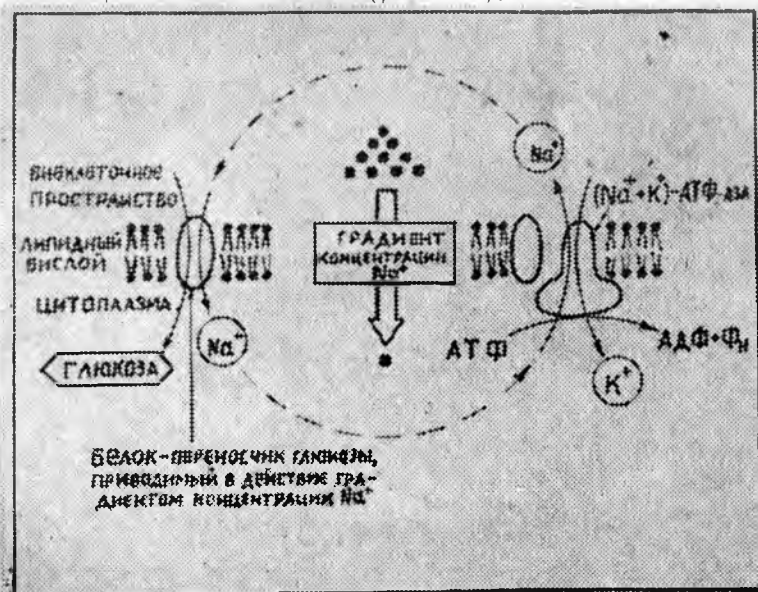 ВНЕКЛЕТОЧНОЕ
ПРОСТРАНСТВО
ЛИПИДНЫЙ
БИСЛОЙ
ЦИТОПЛАЗМА
ГЛЮКОЗА
Na⁺
ГРАДИЕНТ
КОНЦЕНТРАЦИИ
Na⁺
Na⁺
(Na⁺+K⁺)-АТФ-АЗА
АТФ
АДФ+Фн
K⁺
БЕЛОК-ПЕРЕНОСЧИК ГЛЮКОЗЫ,
ПРИВОДИМЫЙ В ДЕЙСТВИЕ ГРА-
ДИЕНТОМ КОНЦЕНТРАЦИИ Na⁺